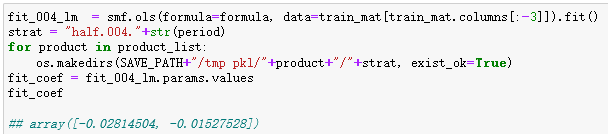 fit_004_lm  = smf.ols(formula=formula, data=train_mat[train_mat.columns[:-3]]).fit()
strat = "half.004."+str(period)
for product in product_list:
    os.makedirs(SAVE_PATH+"/tmp pkl/"+product+"/"+strat, exist_ok=True)
fit_coef = fit_004_lm.params.values
fit_coef

## array([-0.02814504, -0.01527528])